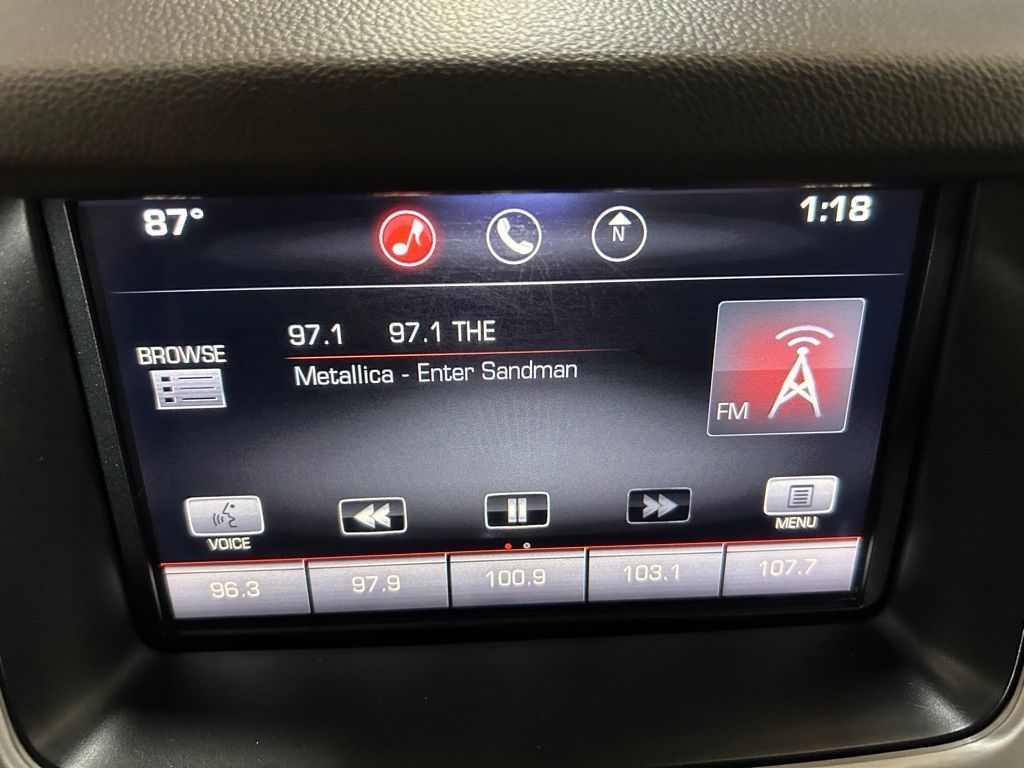 87°
N
1:18
97.1 97.1 THE
BROWSE
Metallica - Enter Sandman
FM
VOICE
MENU
96.3 97.9 100.9 103.1 107.7